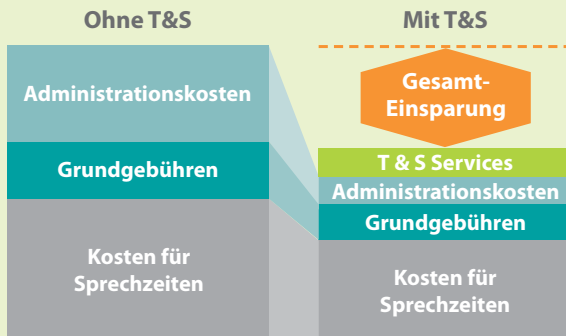 Ohne T&S
Administrationskosten
Grundgebühren
Kosten für
Sprechzeiten
Mit T&S
Gesamt-
Einsparung
T & S Services
Administrationskosten
Grundgebühren
Kosten für
Sprechzeiten